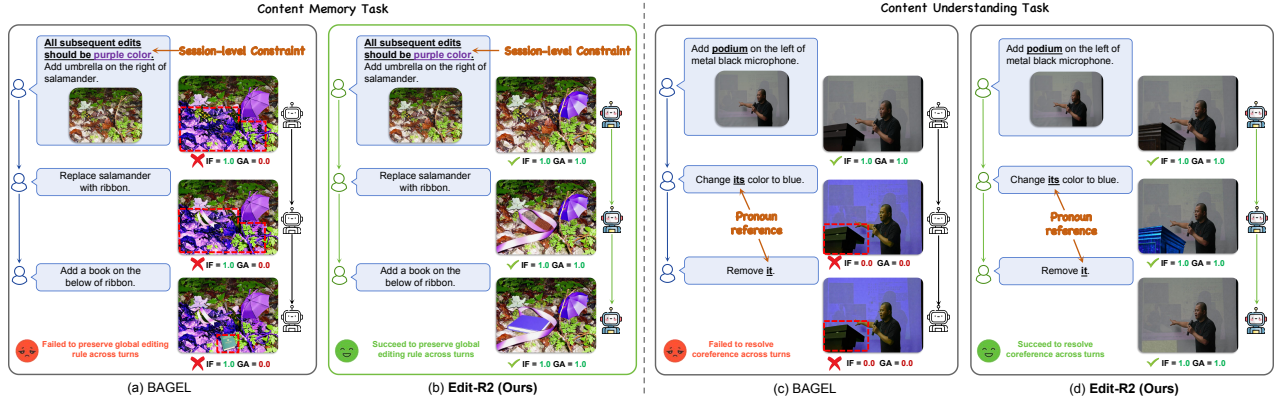 Content Memory Task
All subsequent edits
should be purple color.
Add umbrella on the right of
salamander.
Session-level Constraint
IF = 1.0 GA = 0.0
Replace salamander
with ribbon.
IF = 1.0 GA = 0.0
Add a book on the
below of ribbon.
Failed to preserve global editing
rule across turns
IF = 1.0 GA = 0.0
(a) BAGEL
All subsequent edits
should be purple color.
Add umbrella on the right of
salamander.
Session-level Constraint
IF = 1.0 GA = 1.0
Replace salamander
with ribbon.
IF = 1.0 GA = 1.0
Add a book on the
below of ribbon.
Succeed to preserve global
editing rule across turns
IF = 1.0 GA = 1.0
(b) Edit-R2 (Ours)
Content Understanding Task
Add podium on the left of
metal black microphone.
IF = 1.0 GA = 1.0
Change its color to blue.
Pronoun
reference
IF = 0.0 GA = 0.0
Remove it.
Failed to resolve
coreference across turns
IF = 0.0 GA = 0.0
(c) BAGEL
Add podium on the left of
metal black microphone.
IF = 1.0 GA = 1.0
Change its color to blue.
Pronoun
reference
IF = 1.0 GA = 1.0
Remove it.
Succeed to resolve
coreference across turns
IF = 1.0 GA = 1.0
(d) Edit-R2 (Ours)